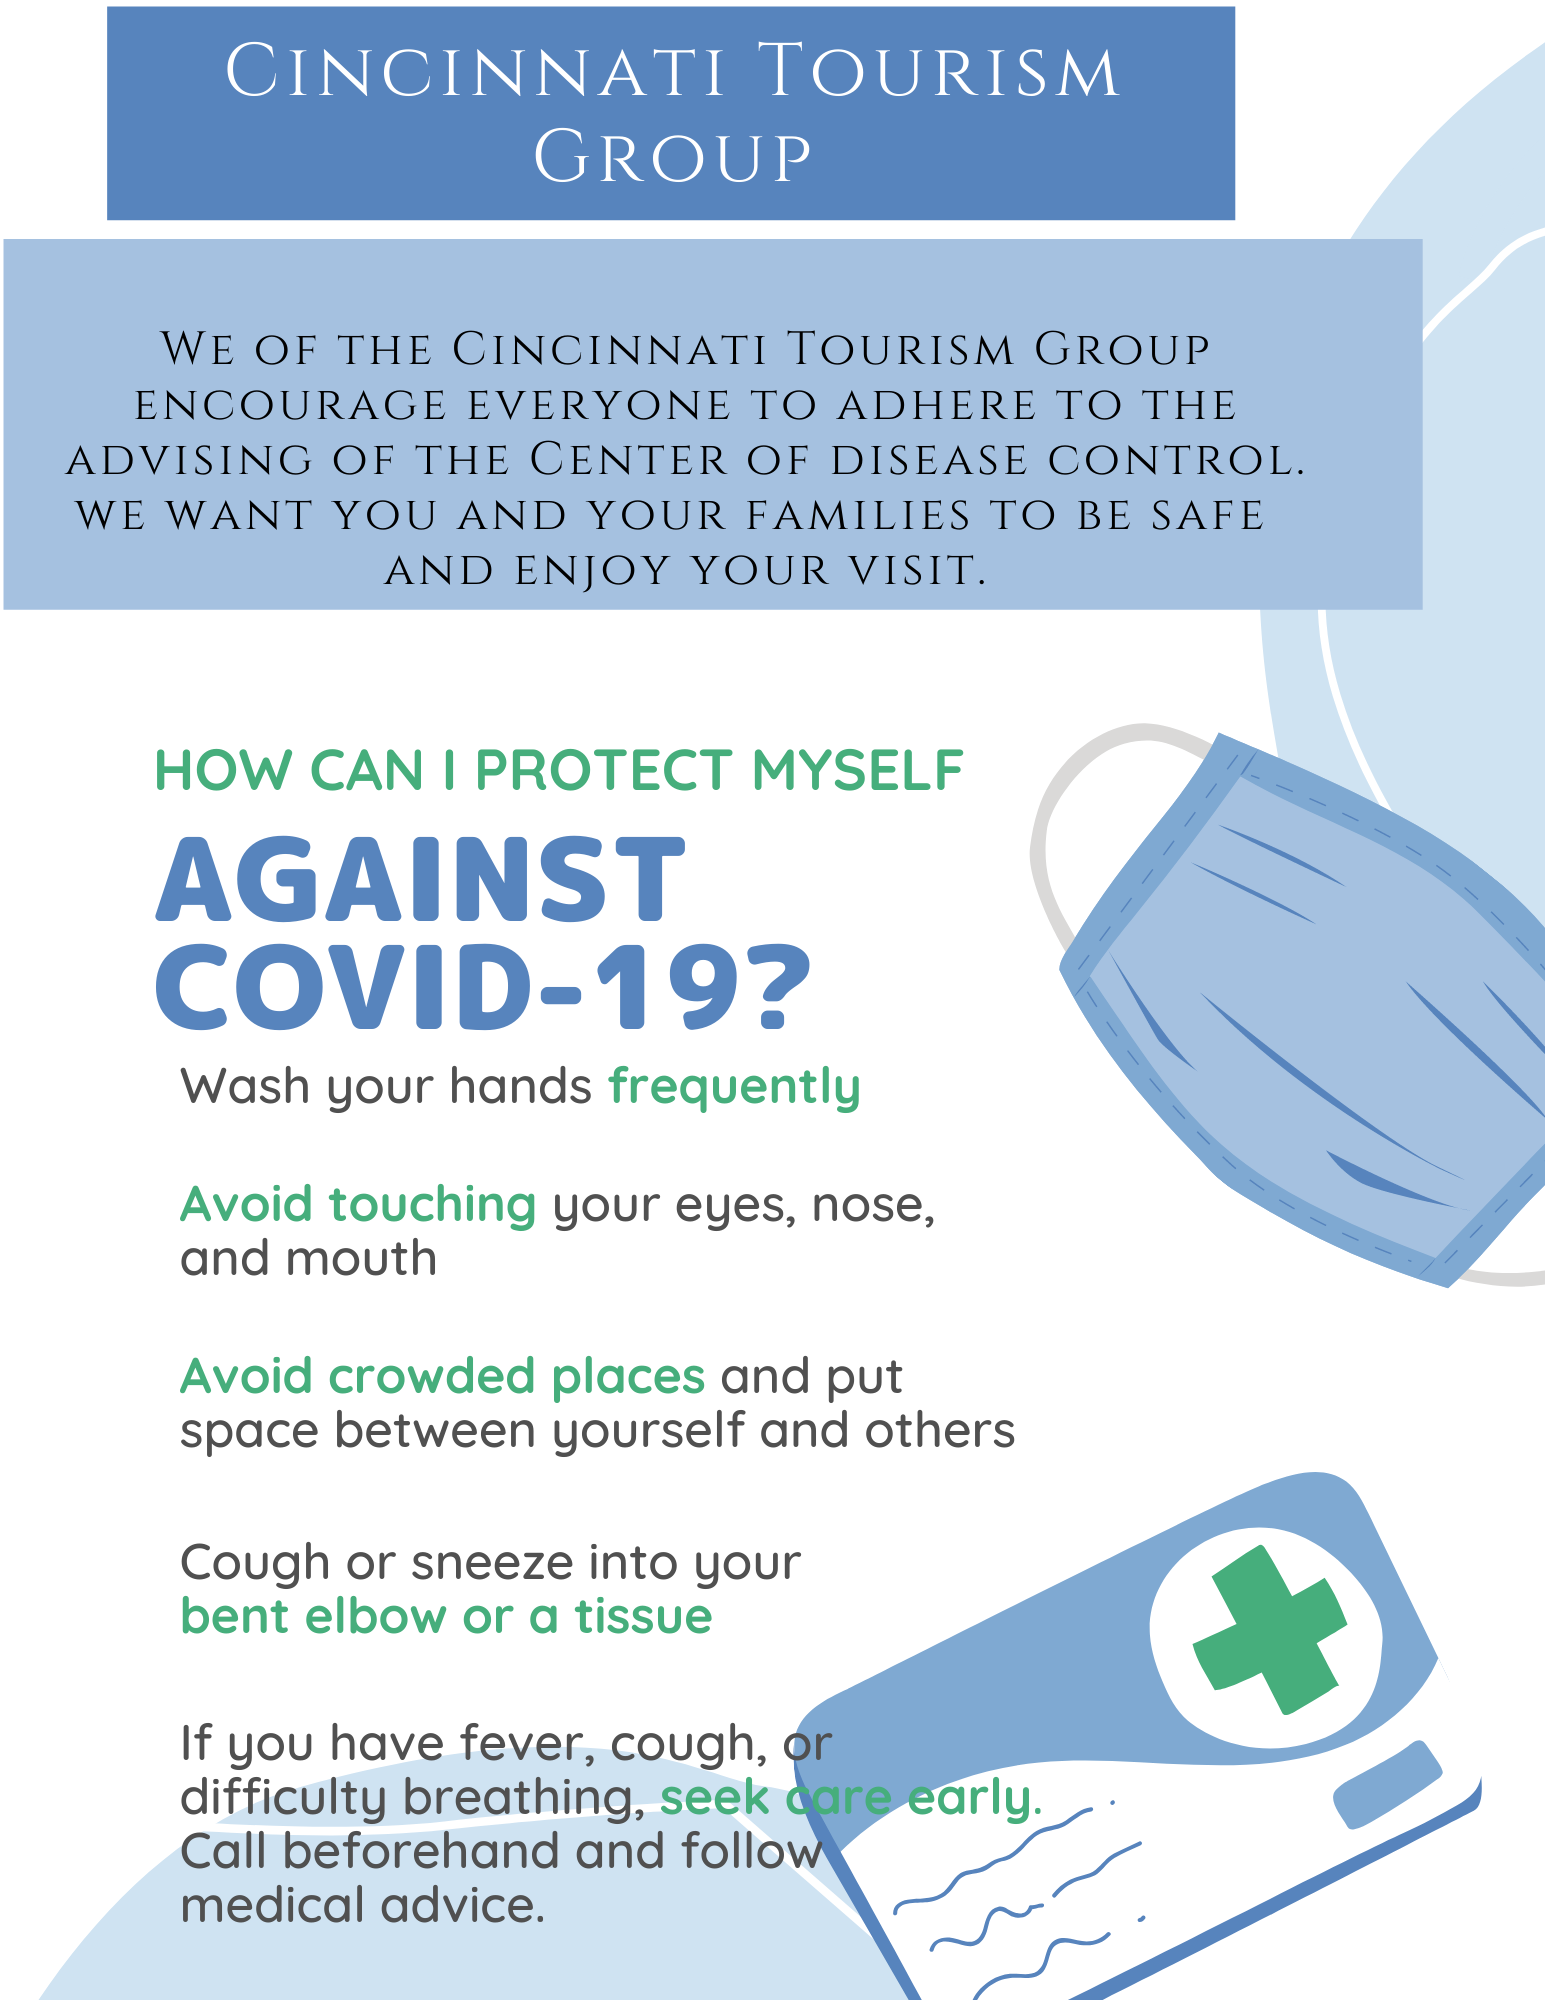 Cincinnati Tourism
Group
We of the Cincinnati Tourism Group
encourage everyone to adhere to the
advising of the Center of disease control.
we want you and your families to be safe
and enjoy your visit.
HOW CAN I PROTECT MYSELF
AGAINST
COVID-19?
Wash your hands frequently
Avoid touching your eyes, nose,
and mouth
Avoid crowded places and put
space between yourself and others
Cough or sneeze into your
bent elbow or a tissue
If you have fever, cough, or
difficulty breathing, seek care early.
Call beforehand and follow
medical advice.